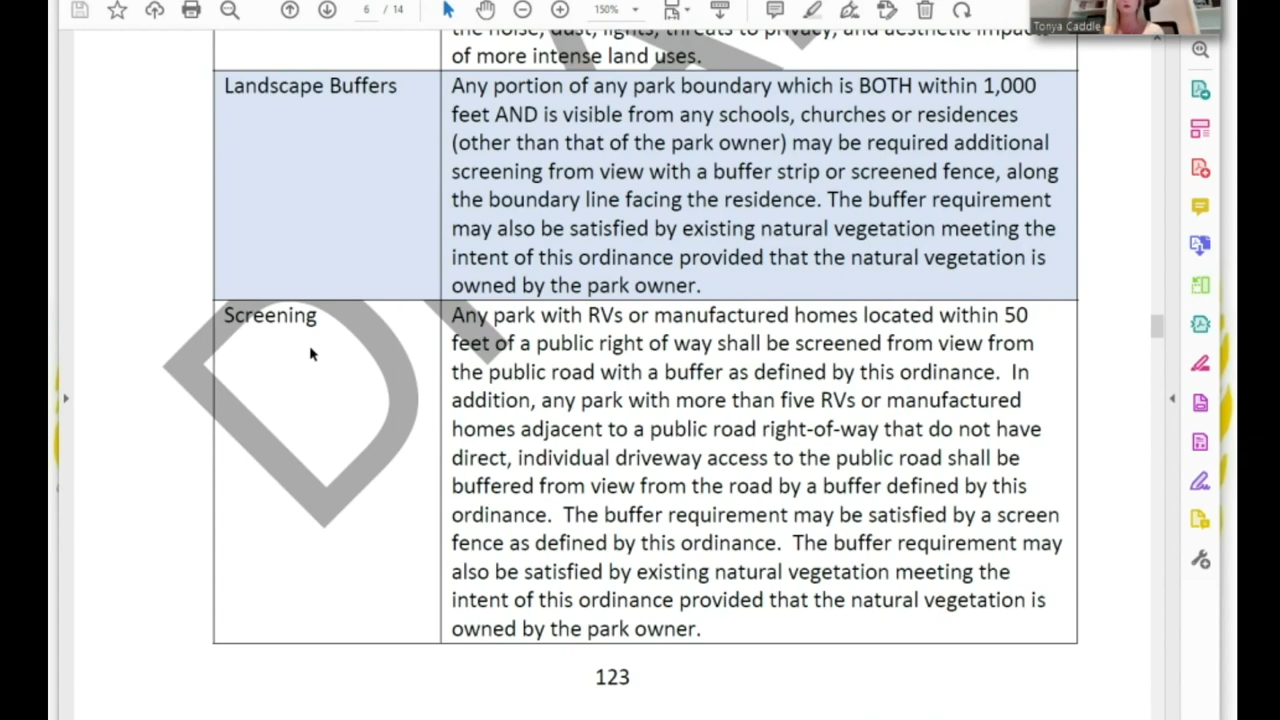 6 / 14
150%
Tonya Caddle
the noise, dust, lights, threats to privacy, and aesthetic impacts
of more intense land uses.
Landscape Buffers
Any portion of any park boundary which is BOTH within 1,000
feet AND is visible from any schools, churches or residences
(other than that of the park owner) may be required additional
screening from view with a buffer strip or screened fence, along
the boundary line facing the residence. The buffer requirement
may also be satisfied by existing natural vegetation meeting the
intent of this ordinance provided that the natural vegetation is
owned by the park owner.
Screening
Any park with RVs or manufactured homes located within 50
feet of a public right of way shall be screened from view from
the public road with a buffer as defined by this ordinance. In
addition, any park with more than five RVs or manufactured
homes adjacent to a public road right-of-way that do not have
direct, individual driveway access to the public road shall be
buffered from view from the road by a buffer defined by this
ordinance. The buffer requirement may be satisfied by a screen
fence as defined by this ordinance. The buffer requirement may
also be satisfied by existing natural vegetation meeting the
intent of this ordinance provided that the natural vegetation is
owned by the park owner.
123